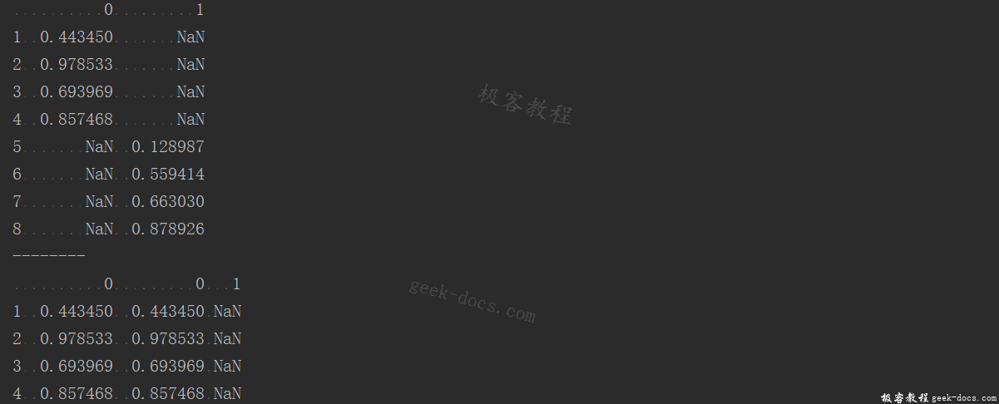 0 1
1 0.443450 NaN
2 0.978533 NaN
3 0.693969 NaN
4 0.857468 NaN
5 NaN 0.128987
6 NaN 0.559414
7 NaN 0.663030
8 NaN 0.878926
--------
0 0 1
1 0.443450 0.443450 NaN
2 0.978533 0.978533 NaN
3 0.693969 0.693969 NaN
4 0.857468 0.857468 NaN
极客教程
geek-docs.com
极客教程 geek-docs.com